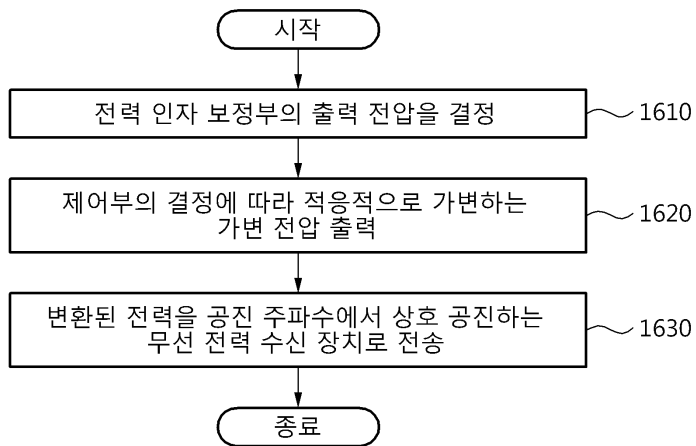 시작
전력 인자 보정부의 출력 전압을 결정
1610
제어부의 결정에 따라 적응적으로 가변하는
가변 전압 출력
1620
변환된 전력을 공진 주파수에서 상호 공진하는
무선 전력 수신 장치로 전송
1630
종료